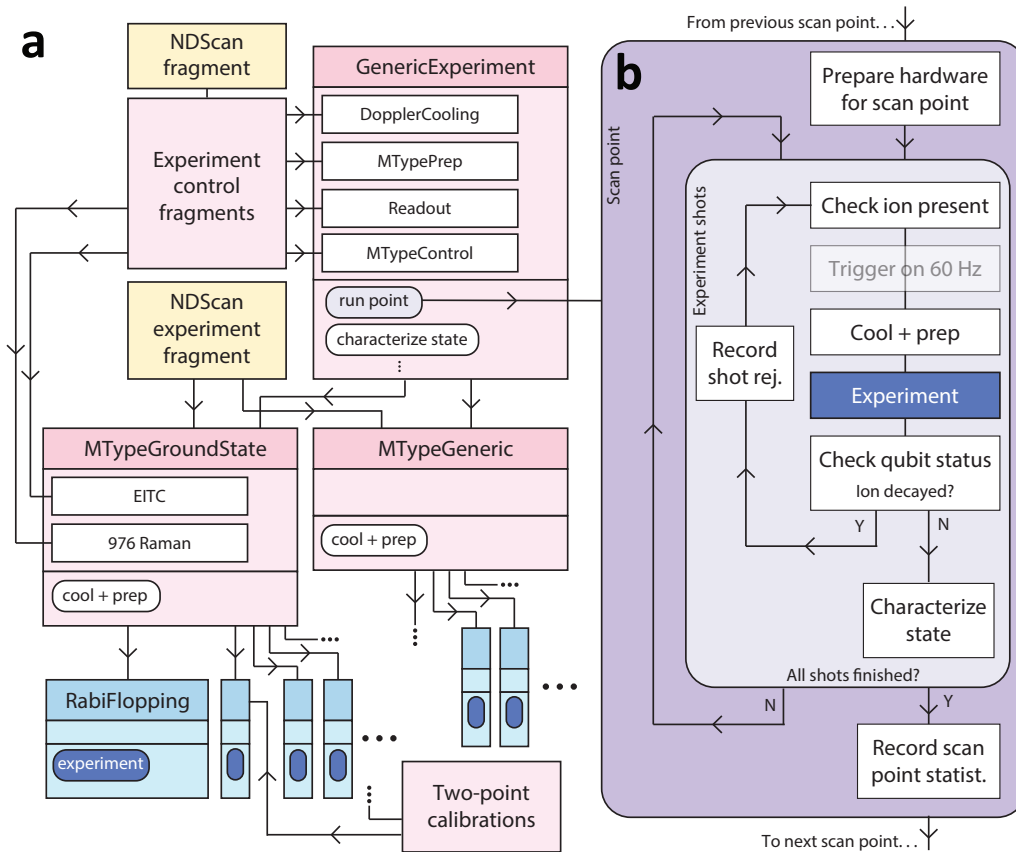 a
NDScan
fragment
Experiment
control
fragments
GenericExperiment
DopplerCooling
MTypePrep
Readout
MTypeControl
run point
characterize state
...
NDScan
experiment
fragment
MTypeGroundState
EITC
976 Raman
cool + prep
MTypeGeneric
cool + prep
RabiFlopping
experiment
Two-point
calibrations
b
From previous scan point. . .
Scan point
Prepare hardware
for scan point
Experiment shots
Check ion present
Trigger on 60 Hz
Cool + prep
Experiment
Record
shot rej.
Check qubit status
Ion decayed?
Y
N
Characterize
state
All shots finished?
N
Y
Record scan
point statist.
To next scan point. . .